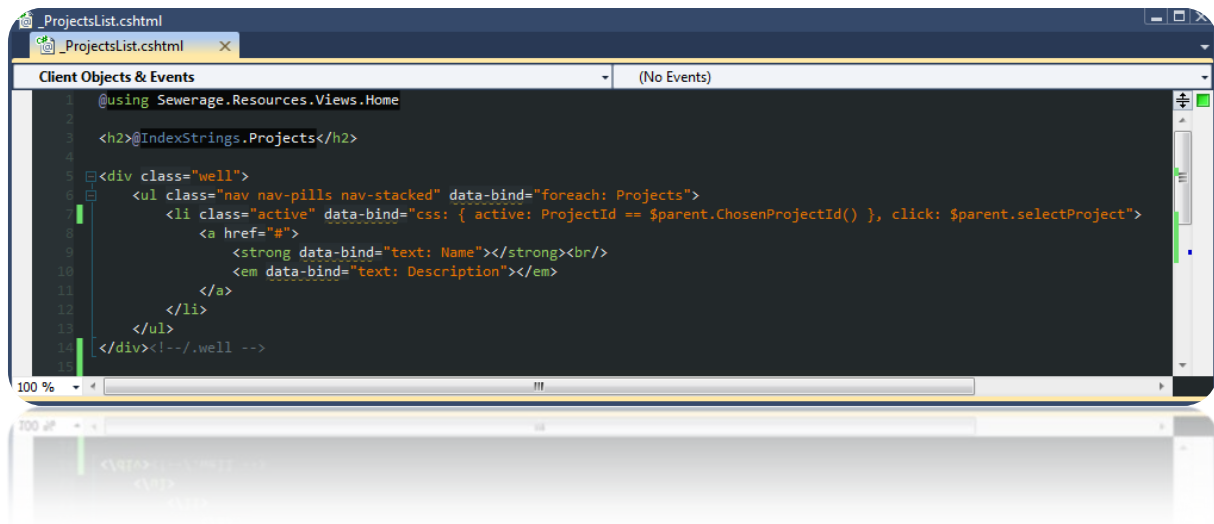 _ProjectsList.cshtml
_ProjectsList.cshtml
Client Objects & Events (No Events)
1 @using Sewerage.Resources.Views.Home
2
3 <h2>@IndexStrings.Projects</h2>
4
5 <div class="well">
6 <ul class="nav nav-pills nav-stacked" data-bind="foreach: Projects">
7 <li class="active" data-bind="css: { active: ProjectId == $parent.ChosenProjectId() }, click: $parent.selectProject">
8 <a href="#">
9 <strong data-bind="text: Name"></strong><br/>
10 <em data-bind="text: Description"></em>
11 </a>
12 </li>
13 </ul>
14 </div><!--/.well -->
15
100 %